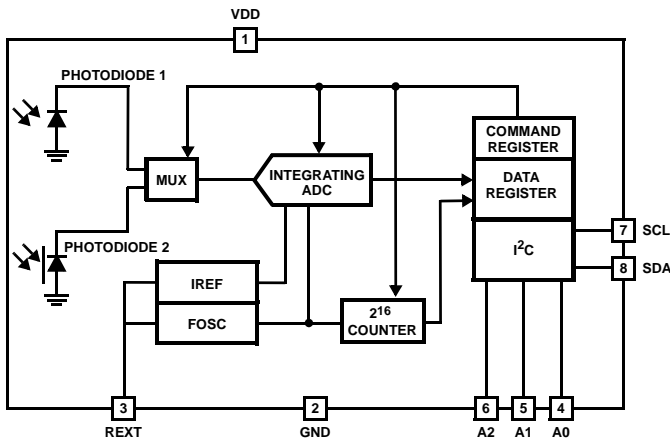 VDD
1
PHOTODIODE 1
COMMAND
REGISTER
MUX
INTEGRATING
ADC
DATA
REGISTER
PHOTODIODE 2
I²C
7 SCL
8 SDA
IREF
FOSC
2¹⁶
COUNTER
3
2
6
5
4
REXT
GND
A2
A1
A0